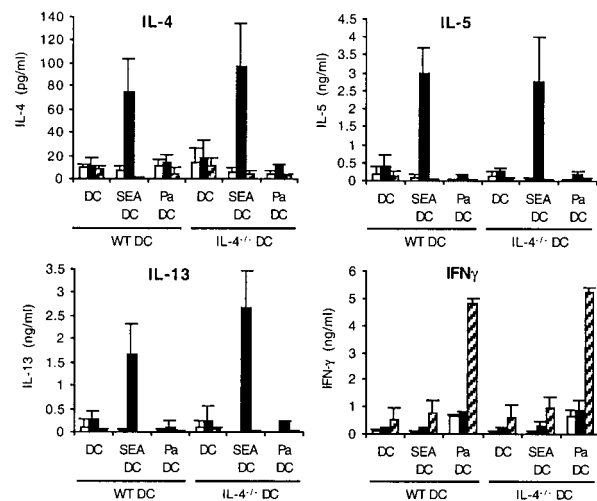 IL-4
IL-4 (pg/ml)
140
120
100
80
60
40
20
0
DC SEA DC Pa DC DC SEA DC Pa DC
WT DC IL-4-/- DC
IL-5
IL-5 (ng/ml)
4.5
4
3.5
3
2.5
2
1.5
1
0.5
0
DC SEA DC Pa DC DC SEA DC Pa DC
WT DC IL-4-/- DC
IL-13
IL-13 (ng/ml)
3.5
3
2.5
2
1.5
1
0.5
0
DC SEA DC Pa DC DC SEA DC Pa DC
WT DC IL-4-/- DC
IFNγ
IFN-γ (ng/ml)
6
5
4
3
2
1
0
DC SEA DC Pa DC DC SEA DC Pa DC
WT DC IL-4-/- DC